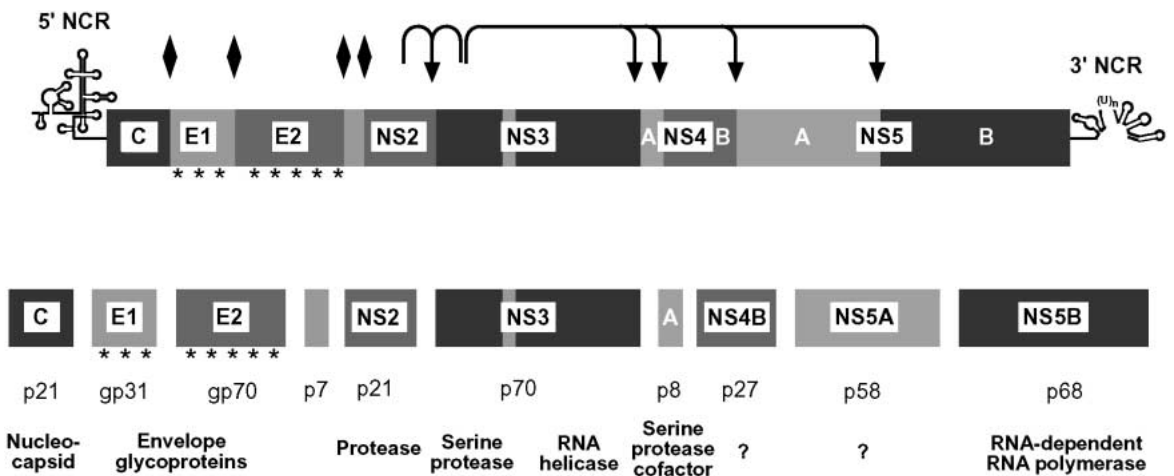 5' NCR
3' NCR
(U)n
C E1 E2 NS2 NS3 A NS4 B A NS5 B
* * * * * * * *
C E1 E2 NS2 NS3 A NS4B NS5A NS5B
* * * * * * * *
p21 gp31 gp70 p7 p21 p70 p8 p27 p58 p68
Nucleo-
capsid
Envelope
glycoproteins
Protease
Serine
protease
RNA
helicase
Serine
protease
cofactor
?
?
RNA-dependent
RNA polymerase